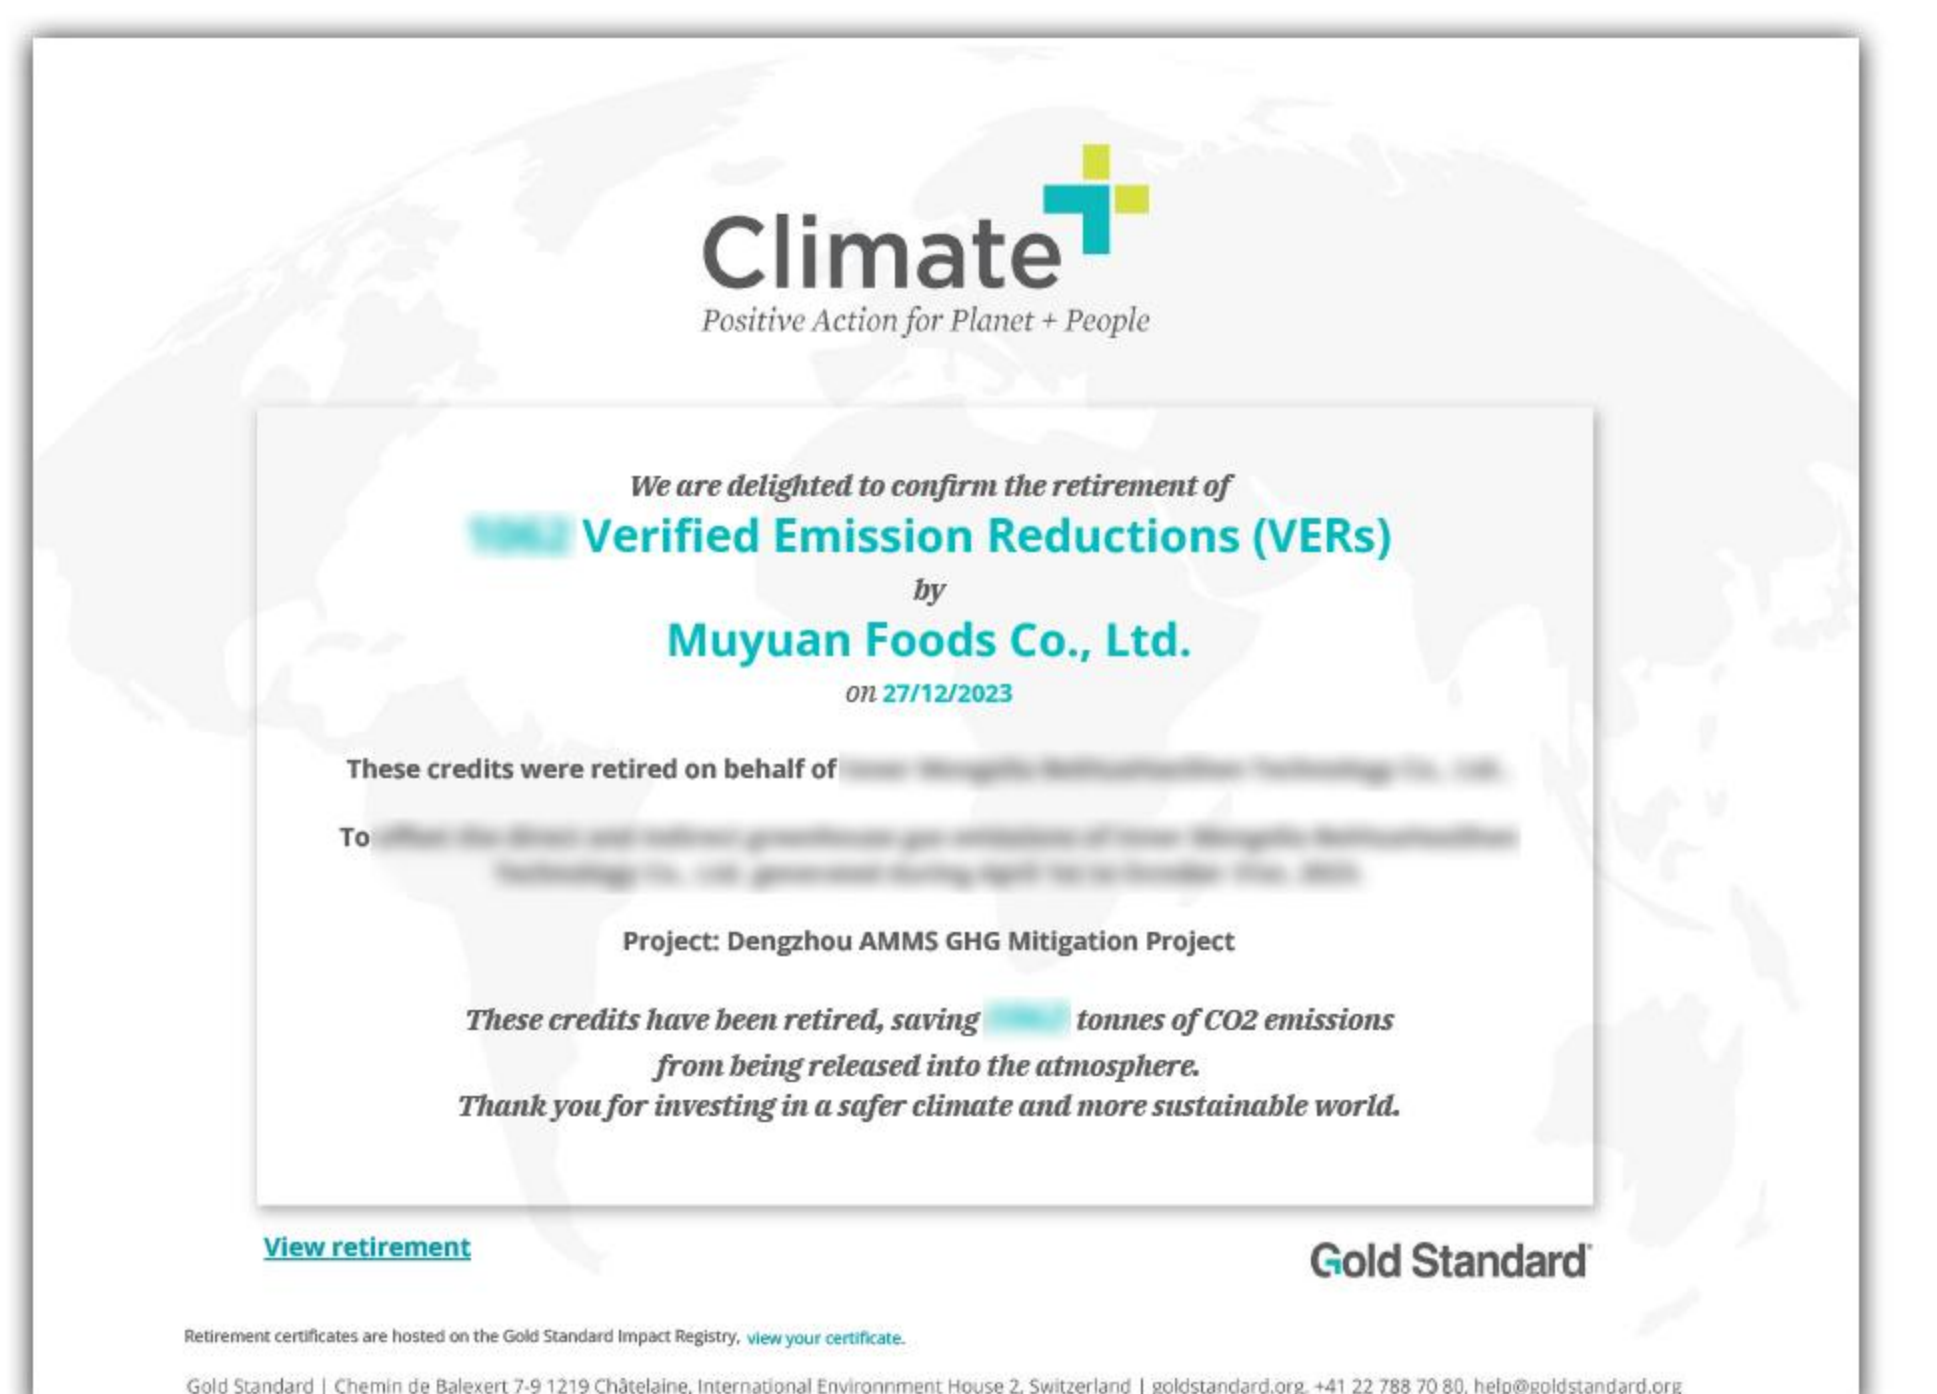 Climate
Positive Action for Planet + People
We are delighted to confirm the retirement of
Verified Emission Reductions (VERs)
by
Muyuan Foods Co., Ltd.
on 27/12/2023
These credits were retired on behalf of
To
Project: Dengzhou AMMS GHG Mitigation Project
These credits have been retired, saving tonnes of CO2 emissions
from being released into the atmosphere.
Thank you for investing in a safer climate and more sustainable world.
View retirement
Gold Standard
Retirement certificates are hosted on the Gold Standard Impact Registry, view your certificate.
Gold Standard | Chemin de Balexert 7-9 1219 Châtelaine, International Environnment House 2, Switzerland | goldstandard.org, +41 22 788 70 80, help@goldstandard.org